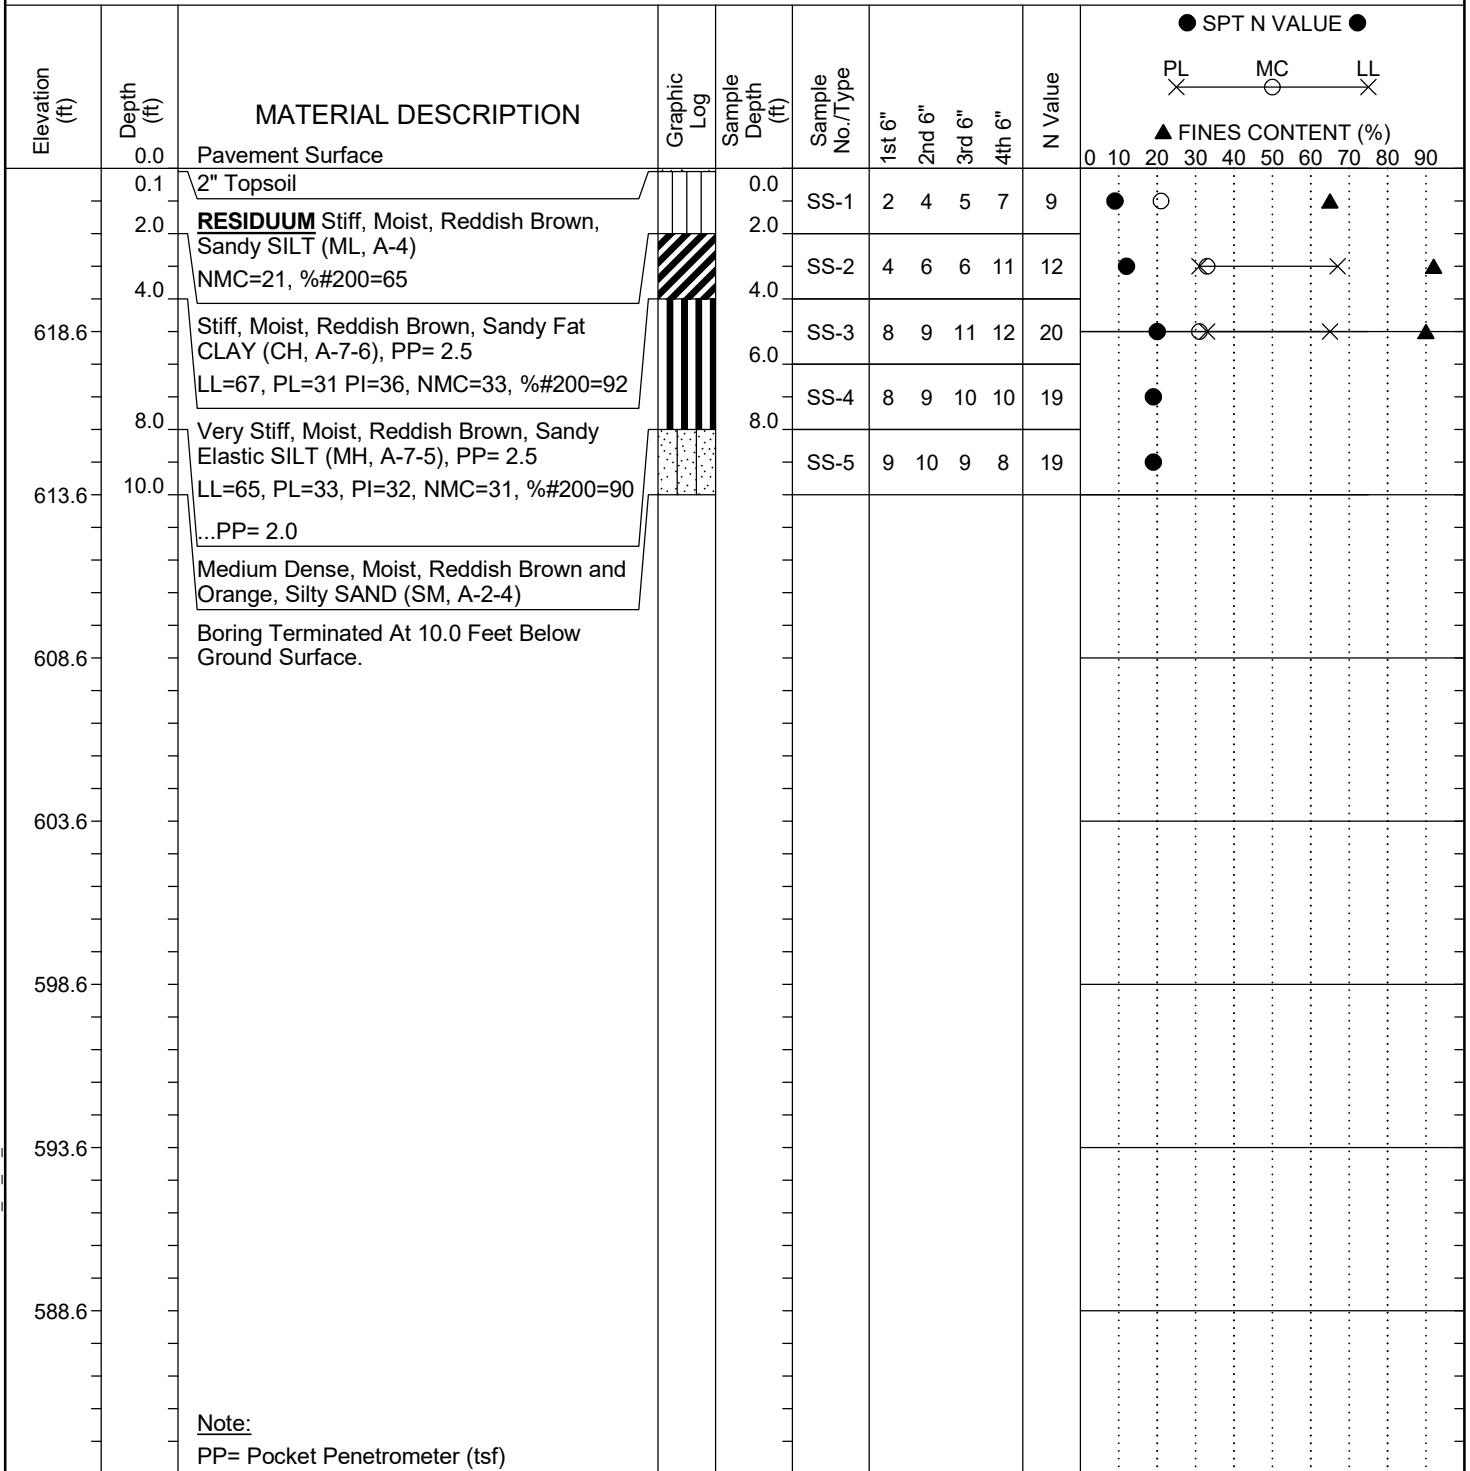 Elevation (ft)
Depth (ft)
MATERIAL DESCRIPTION
Graphic Log
Sample Depth (ft)
Sample No./Type
1st 6"
2nd 6"
3rd 6"
4th 6"
N Value
SPT N VALUE
PL MC LL
FINES CONTENT (%)
0 10 20 30 40 50 60 70 80 90
0.0 Pavement Surface
0.1 2" Topsoil
0.0
SS-1 2 4 5 7 9
2.0 RESIDUUM Stiff, Moist, Reddish Brown,
Sandy SILT (ML, A-4)
NMC=21, %#200=65
2.0
SS-2 4 6 6 11 12
4.0
4.0
618.6
Stiff, Moist, Reddish Brown, Sandy Fat
CLAY (CH, A-7-6), PP= 2.5
LL=67, PL=31 PI=36, NMC=33, %#200=92
SS-3 8 9 11 12 20
6.0
SS-4 8 9 10 10 19
8.0
8.0
Very Stiff, Moist, Reddish Brown, Sandy
Elastic SILT (MH, A-7-5), PP= 2.5
LL=65, PL=33, PI=32, NMC=31, %#200=90
...PP= 2.0
SS-5 9 10 9 8 19
613.6
10.0
Medium Dense, Moist, Reddish Brown and
Orange, Silty SAND (SM, A-2-4)
Boring Terminated At 10.0 Feet Below
Ground Surface.
608.6
603.6
598.6
593.6
588.6
Note:
PP= Pocket Penetrometer (tsf)